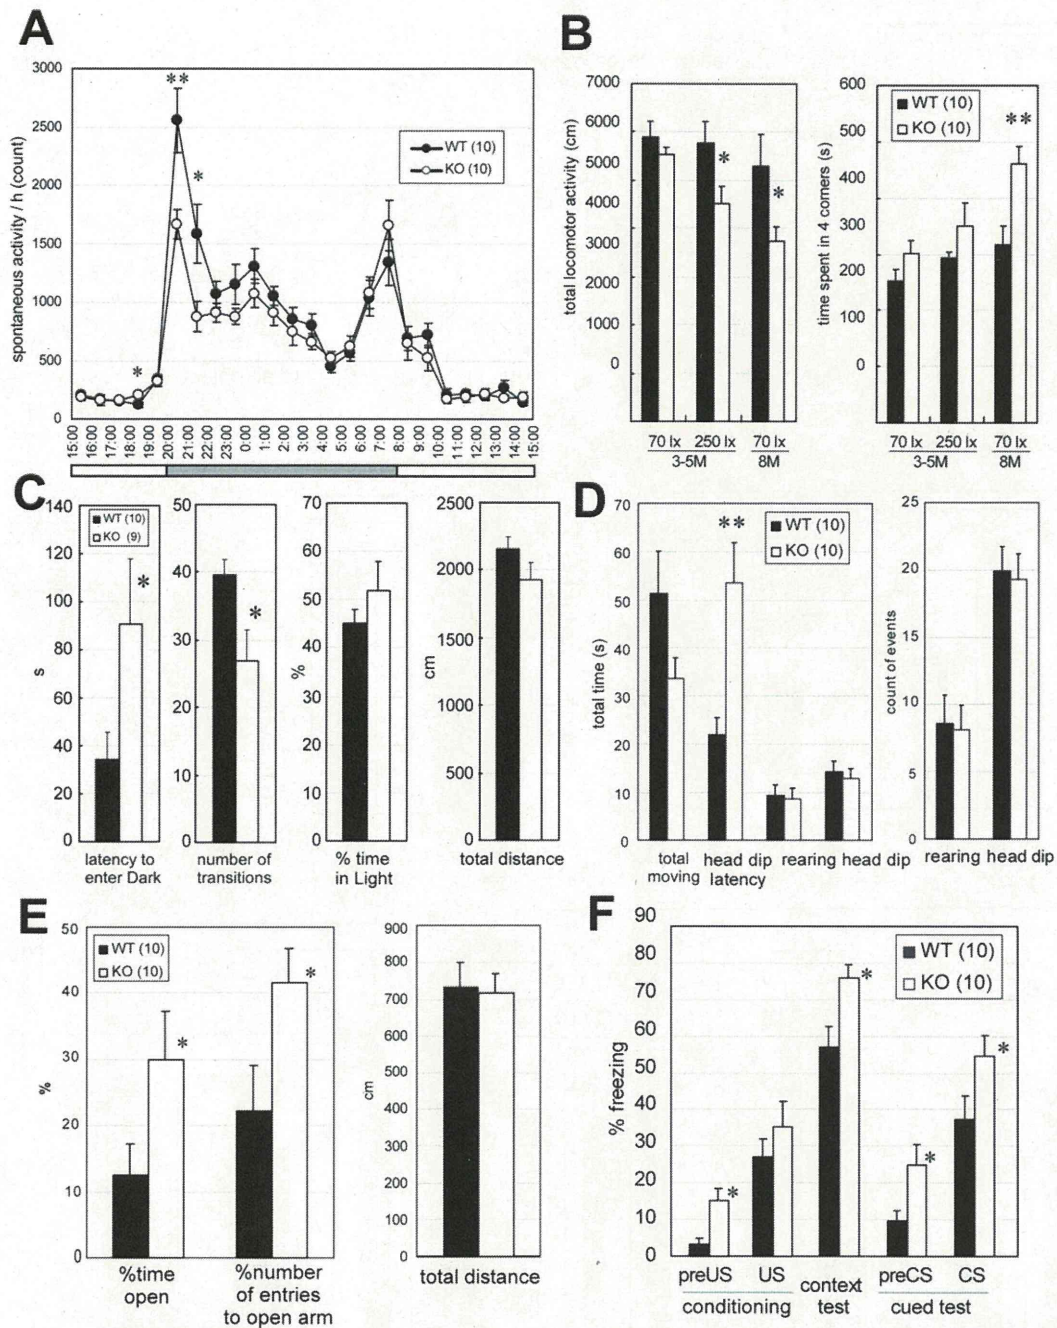 A
3000
2500
2000
1500
1000
500
0
spontaneous activity / h (count)
**
*
*
WT (10)
KO (10)
15:00 16:00 17:00 18:00 19:00 20:00 21:00 22:00 23:00 0:00 1:00 2:00 3:00 4:00 5:00 6:00 7:00 8:00 9:00 10:00 11:00 12:00 13:00 14:00 15:00
B
7000
6000
5000
4000
3000
2000
1000
0
total locomotor activity (cm)
*
*
70 lx 250 lx 70 lx
3-5M 8M
600
500
400
300
200
100
0
time spent in 4 corners (s)
WT (10)
KO (10)
**
70 lx 250 lx 70 lx
3-5M 8M
C
140
120
100
80
60
40
20
0
s
WT (10)
KO (9)
*
latency to
enter Dark
50
40
30
20
10
0
*
number of
transitions
70
60
50
40
30
20
10
0
%
% time
in Light
2500
2000
1500
1000
500
0
cm
total distance
D
70
60
50
40
30
20
10
0
total time (s)
**
WT (10)
KO (10)
total
moving
head dip
latency
rearing head dip
25
20
15
10
5
0
count of events
rearing head dip
E
50
40
30
20
10
0
%
WT (10)
KO (10)
*
*
%time
open
%number
of entries
to open arm
900
800
700
600
500
400
300
200
100
0
cm
total distance
F
90
80
70
60
50
40
30
20
10
0
% freezing
WT (10)
KO (10)
*
*
*
*
preUS US
conditioning
context
test
preCS CS
cued test